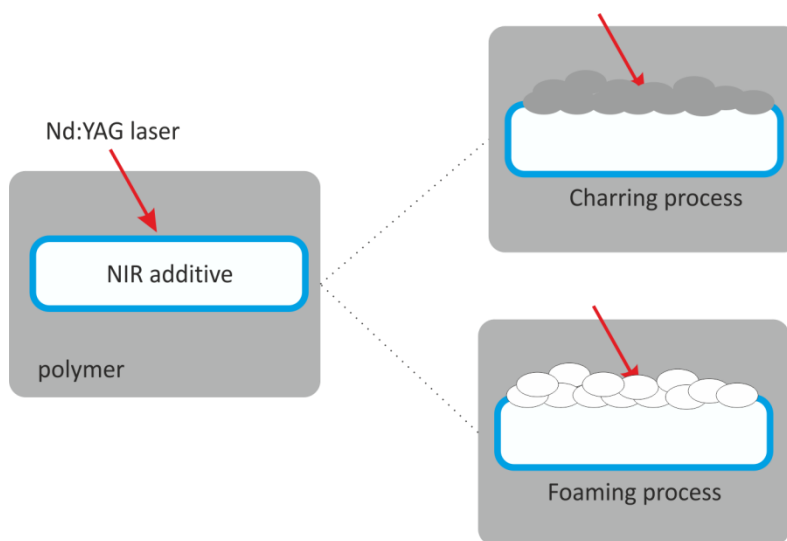 Nd:YAG laser
NIR additive
polymer
Charring process
Foaming process